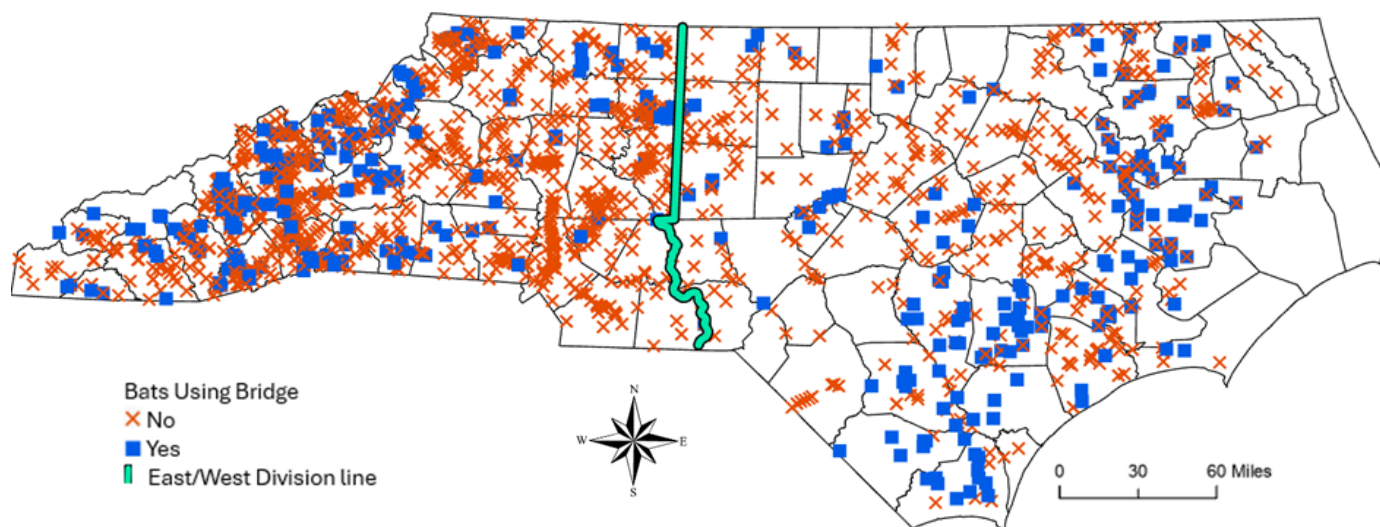 Bats Using Bridge
No
Yes
East/West Division line
N
W E
S
0 30 60 Miles